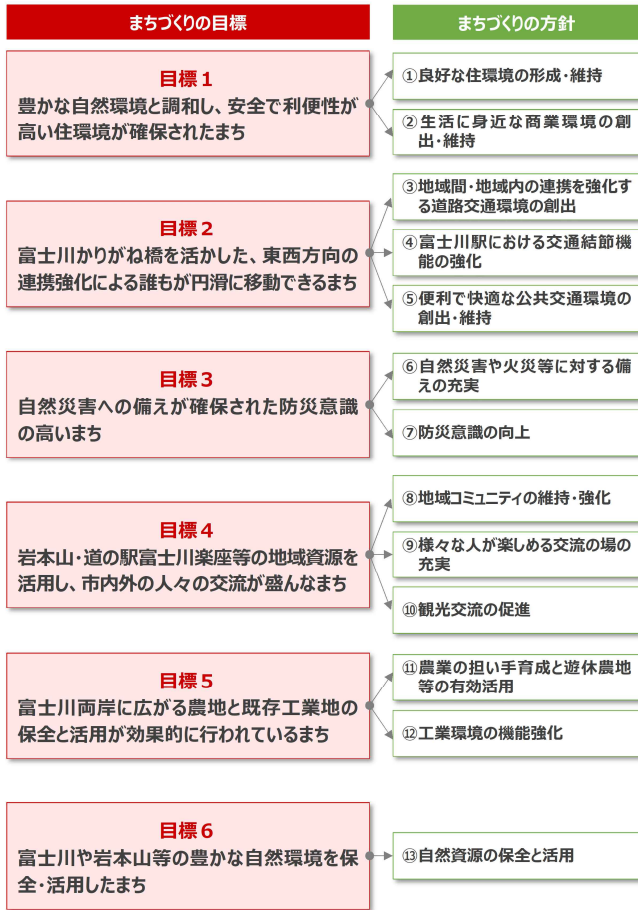 まちづくりの目標
まちづくりの方針
目標1
豊かな自然環境と調和し、安全で利便性が
高い住環境が確保されたまち
①良好な住環境の形成・維持
②生活に身近な商業環境の創
出・維持
目標2
富士川かりがね橋を活かした、東西方向の
連携強化による誰もが円滑に移動できるまち
③地域間・地域内の連携を強化す
る道路交通環境の創出
④富士川駅における交通結節機
能の強化
⑤便利で快適な公共交通環境の
創出・維持
目標3
自然災害への備えが確保された防災意識
の高いまち
⑥自然災害や火災等に対する備
えの充実
⑦防災意識の向上
目標4
岩本山・道の駅富士川楽座等の地域資源を
活用し、市内外の人々の交流が盛んなまち
⑧地域コミュニティの維持・強化
⑨様々な人が楽しめる交流の場の
充実
⑩観光交流の促進
目標5
富士川両岸に広がる農地と既存工業地の
保全と活用が効果的に行われているまち
⑪農業の担い手育成と遊休農地
等の有効活用
⑫工業環境の機能強化
目標6
富士川や岩本山等の豊かな自然環境を保
全・活用したまち
⑬自然資源の保全と活用